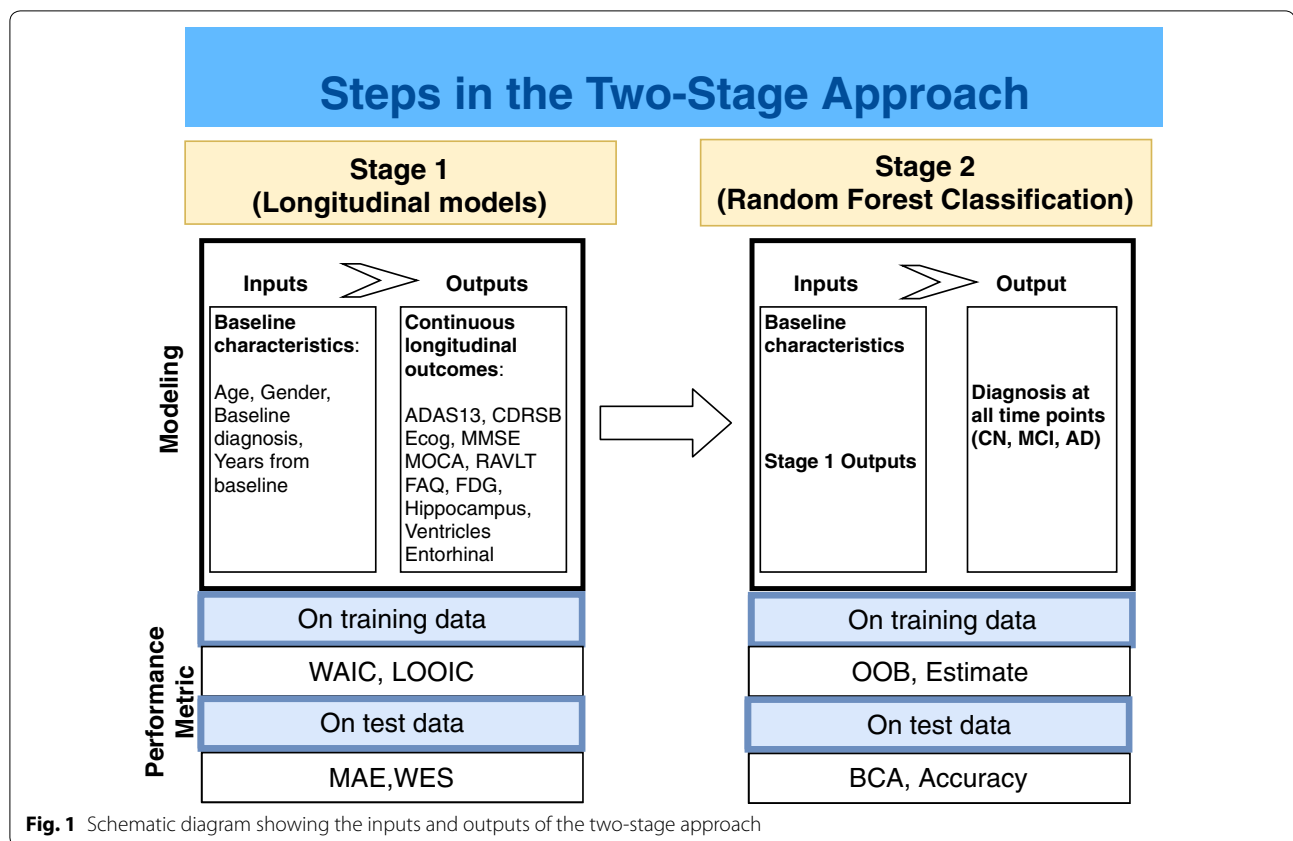 Steps in the Two-Stage Approach
Stage 1
(Longitudinal models)
Stage 2
(Random Forest Classification)
Modeling
Inputs
Outputs
Baseline
characteristics:
Age, Gender,
Baseline
diagnosis,
Years from
baseline
Continuous
longitudinal
outcomes:
ADAS13, CDRSB
Ecog, MMSE
MOCA, RAVLT
FAQ, FDG,
Hippocampus,
Ventricles
Entorhinal
Inputs
Output
Baseline
characteristics
Stage 1 Outputs
Diagnosis at
all time points
(CN, MCI, AD)
Performance
Metric
On training data
WAIC, LOOIC
On test data
MAE,WES
On training data
OOB, Estimate
On test data
BCA, Accuracy
Fig. 1 Schematic diagram showing the inputs and outputs of the two-stage approach